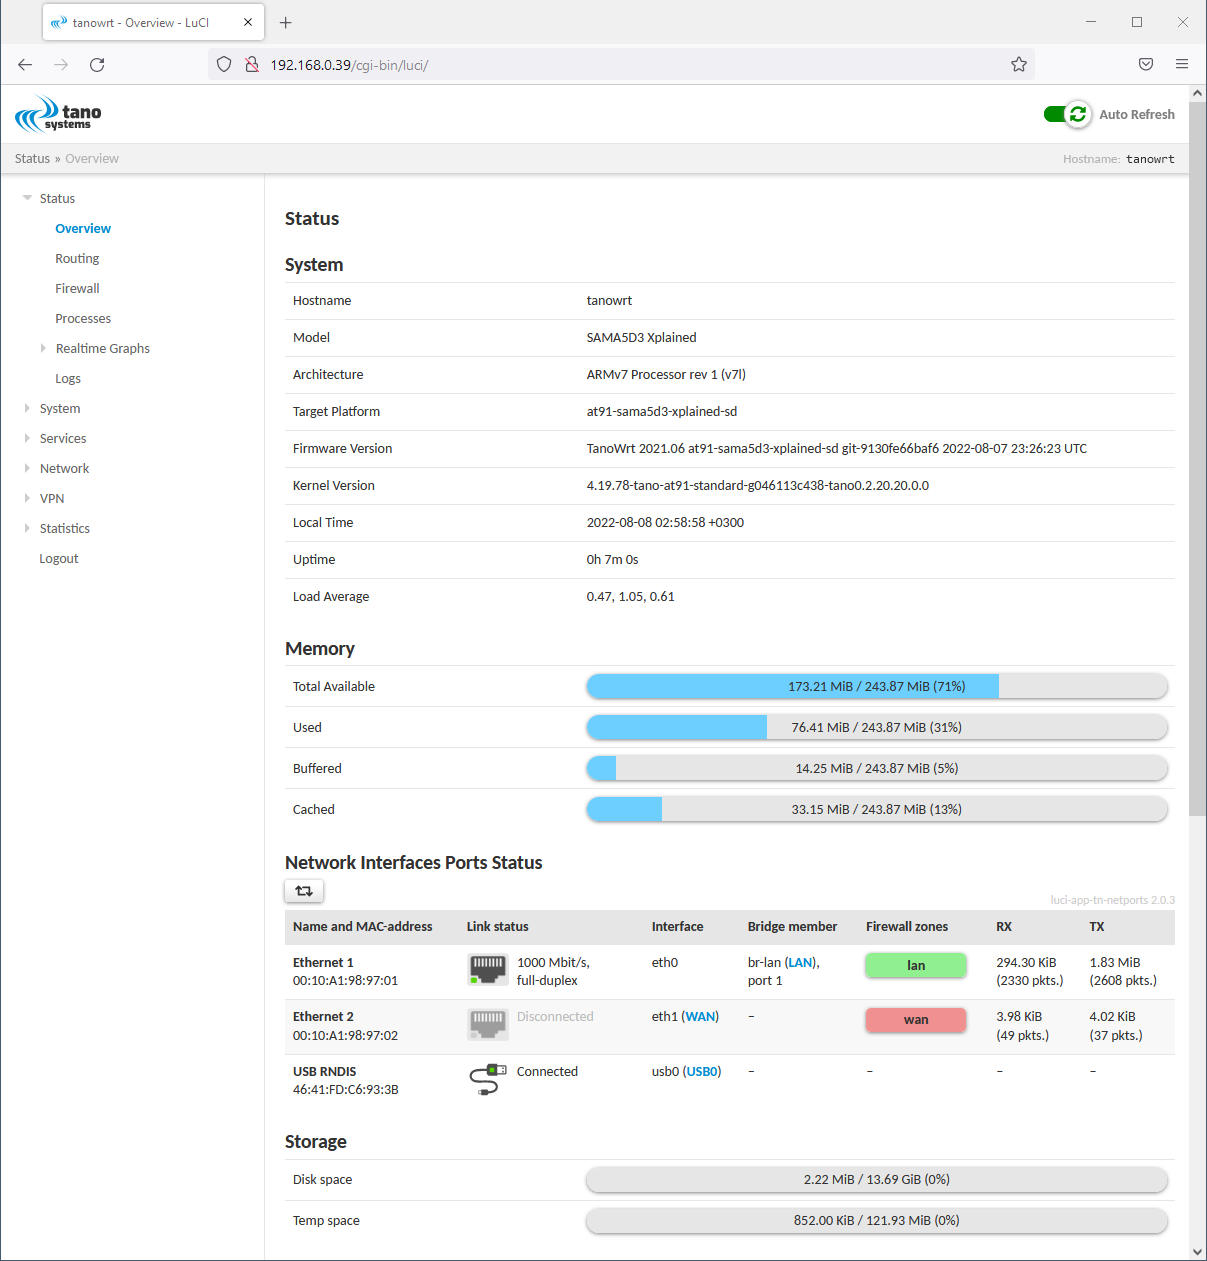 tanowrt - Overview - LuCI
192.168.0.39/cgi-bin/luci/
tano
systems
Auto Refresh
Status » Overview
Hostname: tanowrt
Status
Overview
Routing
Firewall
Processes
Realtime Graphs
Logs
System
Services
Network
VPN
Statistics
Logout
Status
System
Hostname tanowrt
Model SAMA5D3 Xplained
Architecture ARMv7 Processor rev 1 (v7l)
Target Platform at91-sama5d3-xplained-sd
Firmware Version TanoWrt 2021.06 at91-sama5d3-xplained-sd git-9130fe66baf6 2022-08-07 23:26:23 UTC
Kernel Version 4.19.78-tano-at91-standard-g046113c438-tano0.2.20.20.0.0
Local Time 2022-08-08 02:58:58 +0300
Uptime 0h 7m 0s
Load Average 0.47, 1.05, 0.61
Memory
Total Available 173.21 MiB / 243.87 MiB (71%)
Used 76.41 MiB / 243.87 MiB (31%)
Buffered 14.25 MiB / 243.87 MiB (5%)
Cached 33.15 MiB / 243.87 MiB (13%)
Network Interfaces Ports Status
luci-app-tn-netports 2.0.3
Name and MAC-address Link status Interface Bridge member Firewall zones RX TX
Ethernet 1 1000 Mbit/s, eth0 br-lan (LAN), lan 294.30 KiB 1.83 MiB
00:10:A1:98:97:01 full-duplex port 1 (2330 pkts.) (2608 pkts.)
Ethernet 2 Disconnected eth1 (WAN) – wan 3.98 KiB 4.02 KiB
00:10:A1:98:97:02 (49 pkts.) (37 pkts.)
USB RNDIS Connected usb0 (USB0) – – – –
46:41:FD:C6:93:3B
Storage
Disk space 2.22 MiB / 13.69 GiB (0%)
Temp space 852.00 KiB / 121.93 MiB (0%)